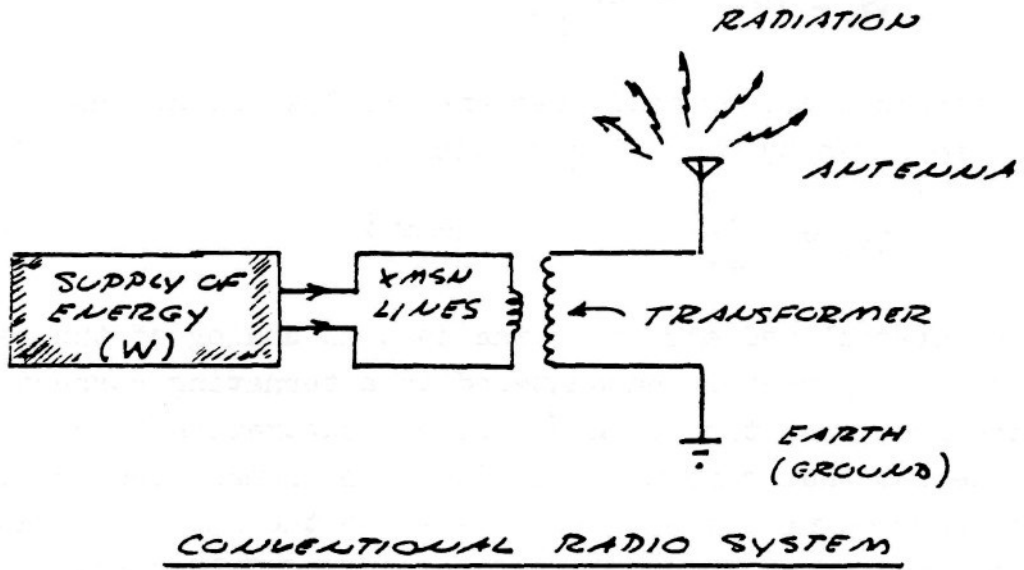 RADIATION
ANTENNA
SUPPLY OF
ENERGY
(W)
XMSN
LINES
TRANSFORMER
EARTH
(GROUND)
CONVENTIONAL RADIO SYSTEM